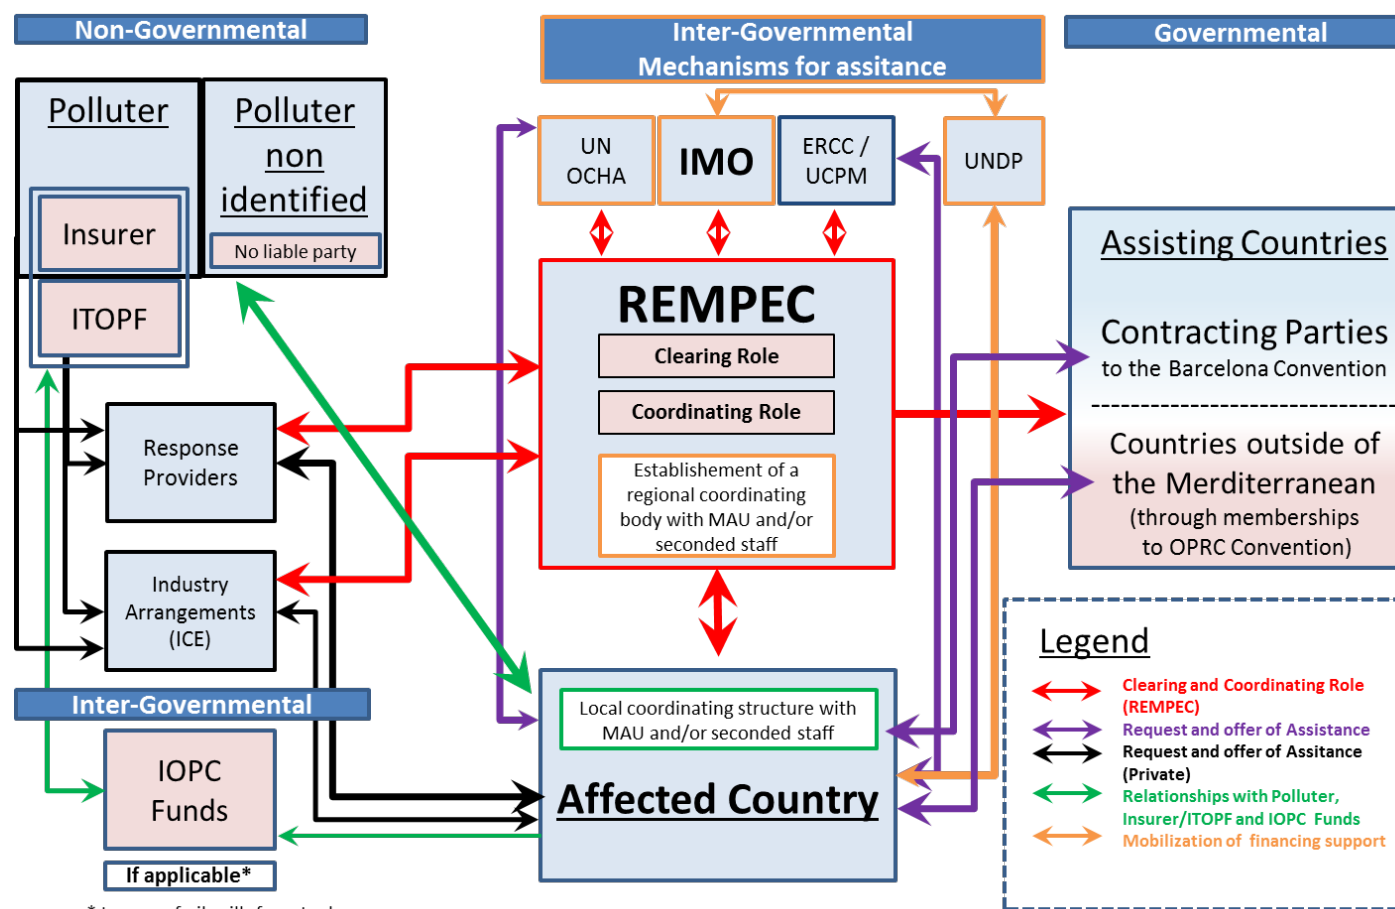 Non-Governmental
Inter-Governmental
Mechanisms for assitance
Governmental
Polluter
Insurer
ITOPF
Polluter
non
identified
No liable party
UN
OCHA
IMO
ERCC /
UCPM
UNDP
REMPEC
Clearing Role
Coordinating Role
Establishement of a
regional coordinating
body with MAU and/or
seconded staff
Assisting Countries
Contracting Parties
to the Barcelona Convention
Countries outside of
the Merditerranean
(through memberships
to OPRC Convention)
Response
Providers
Industry
Arrangements
(ICE)
Inter-Governmental
IOPC
Funds
If applicable*
Local coordinating structure with
MAU and/or seconded staff
Affected Country
Legend
Clearing and Coordinating Role
(REMPEC)
Request and offer of Assistance
Request and offer of Assitance
(Private)
Relationships with Polluter,
Insurer/ITOPF and IOPC Funds
Mobilization of financing support